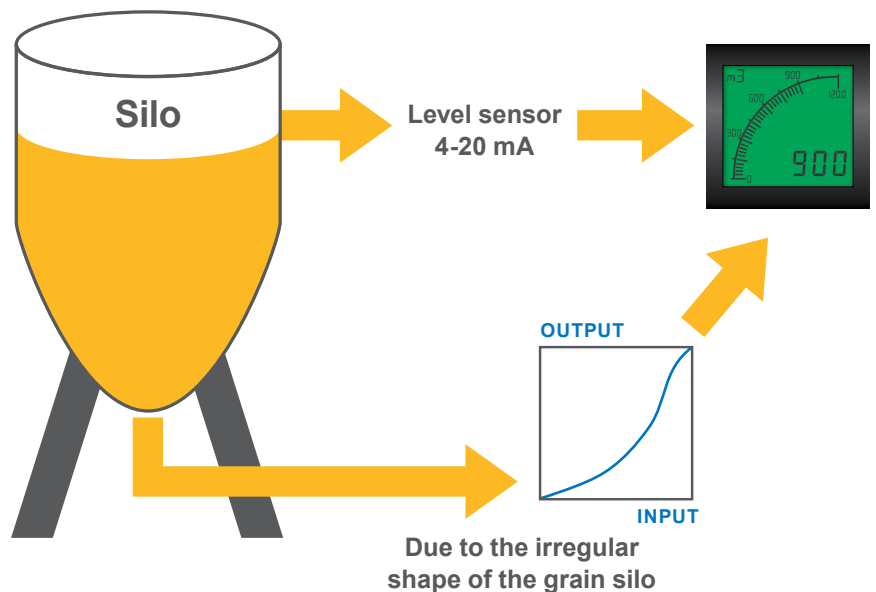 Silo
Level sensor
4-20 mA
m3
0
300
600
900
1200
900
OUTPUT
INPUT
Due to the irregular
shape of the grain silo